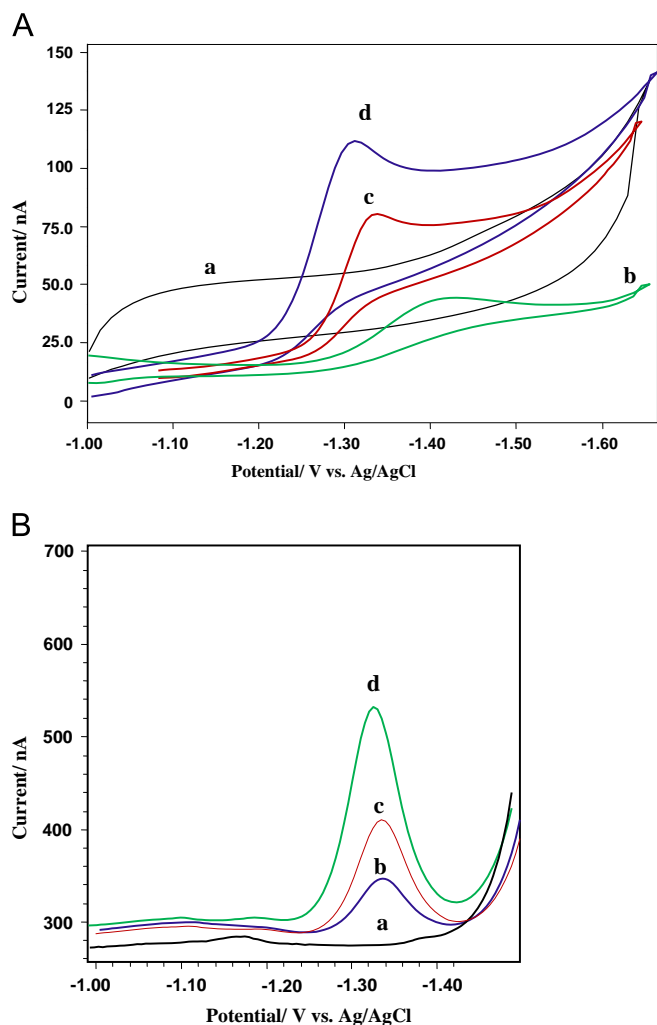 A
150
125
100
75.0
50.0
25.0
0
Current/ nA
a
b
c
d
-1.00 -1.10 -1.20 -1.30 -1.40 -1.50 -1.60
Potential/ V vs. Ag/AgCl
B
700
600
500
400
300
Current/ nA
d
c
b
a
-1.00 -1.10 -1.20 -1.30 -1.40
Potential/ V vs. Ag/AgCl